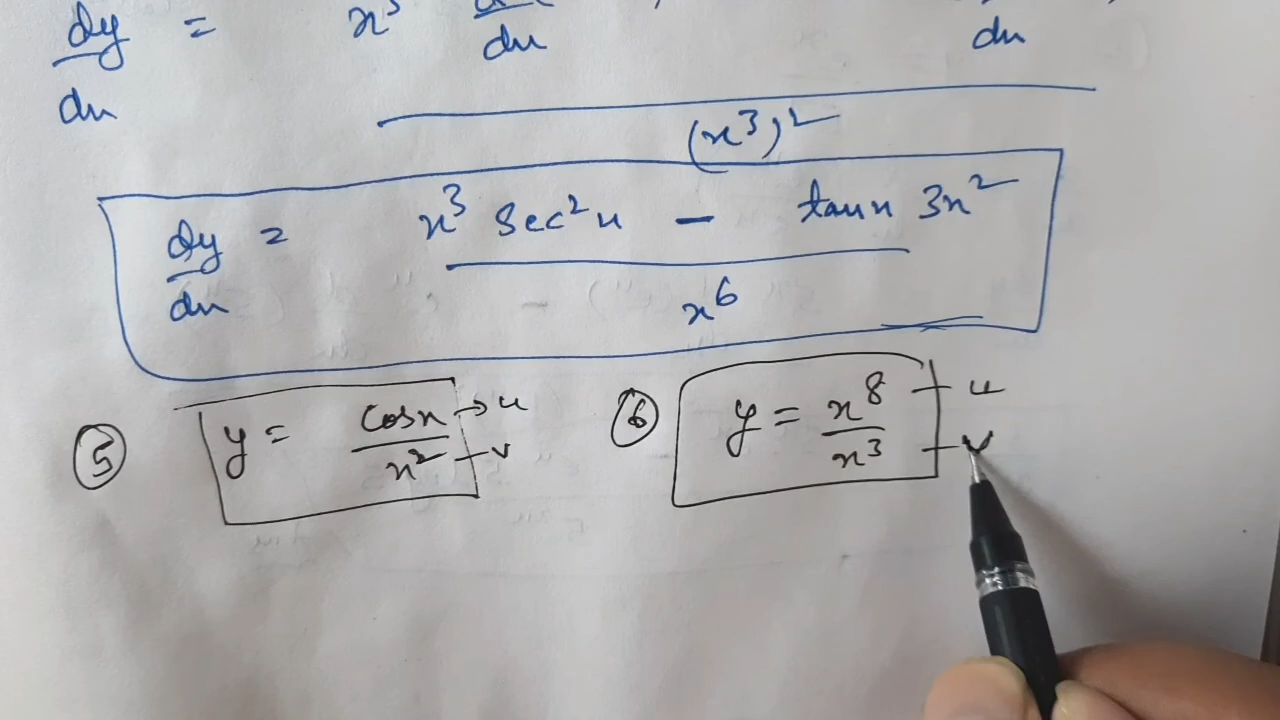 dy/dx = x³ d/dx
dx
(x³)²
dy/dx = x³ sec²x − tanx 3x² / x⁶
⑤ y = cosx/x² → u − v
⑥ y = x⁸/x³ − u − v